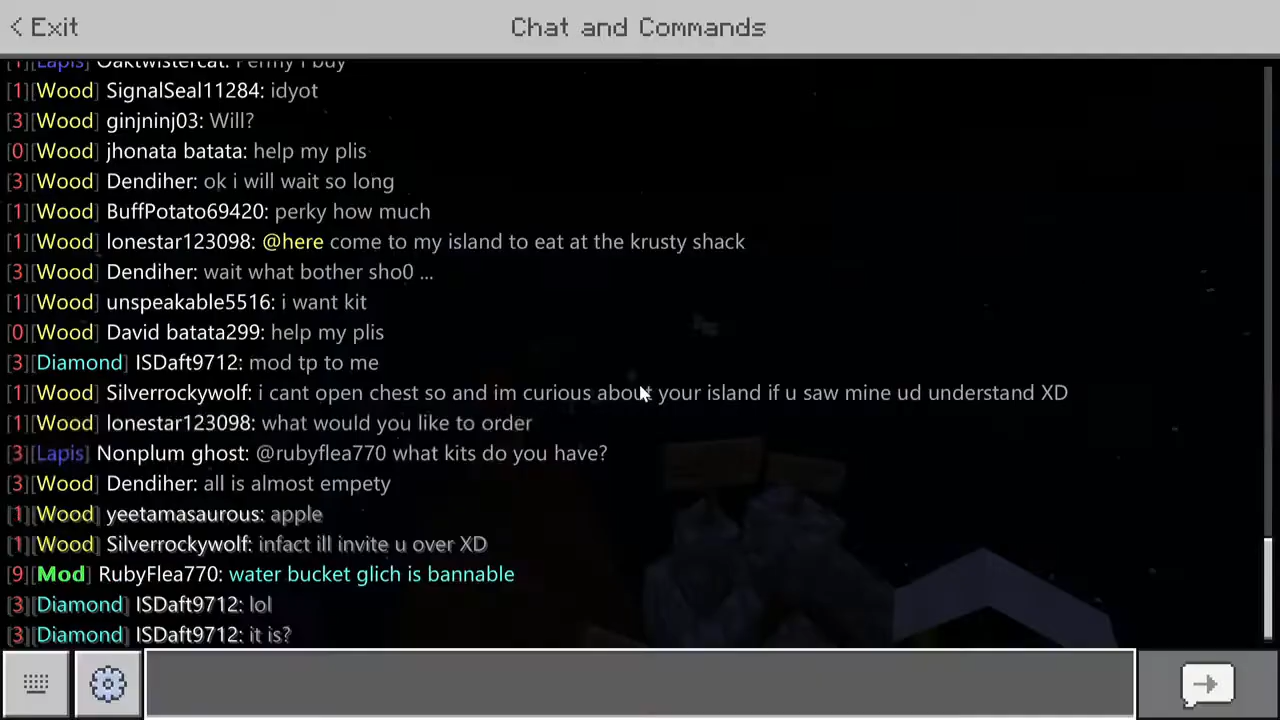 < Exit
Chat and Commands
[1][Lapis] Oaktwistercat: Permy i buy
[1][Wood] SignalSeal11284: idyot
[3][Wood] ginjninj03: Will?
[0][Wood] jhonata batata: help my plis
[3][Wood] Dendiher: ok i will wait so long
[1][Wood] BuffPotato69420: perky how much
[1][Wood] lonestar123098: @here come to my island to eat at the krusty shack
[3][Wood] Dendiher: wait what bother sho0 ...
[1][Wood] unspeakable5516: i want kit
[0][Wood] David batata299: help my plis
[3][Diamond] ISDaft9712: mod tp to me
[1][Wood] Silverrockywolf: i cant open chest so and im curious about your island if u saw mine ud understand XD
[1][Wood] lonestar123098: what would you like to order
[3][Lapis] Nonplum ghost: @rubyflea770 what kits do you have?
[3][Wood] Dendiher: all is almost empety
[1][Wood] yeetamasaurous: apple
[1][Wood] Silverrockywolf: infact ill invite u over XD
[9][Mod] RubyFlea770: water bucket glich is bannable
[3][Diamond] ISDaft9712: lol
[3][Diamond] ISDaft9712: it is?